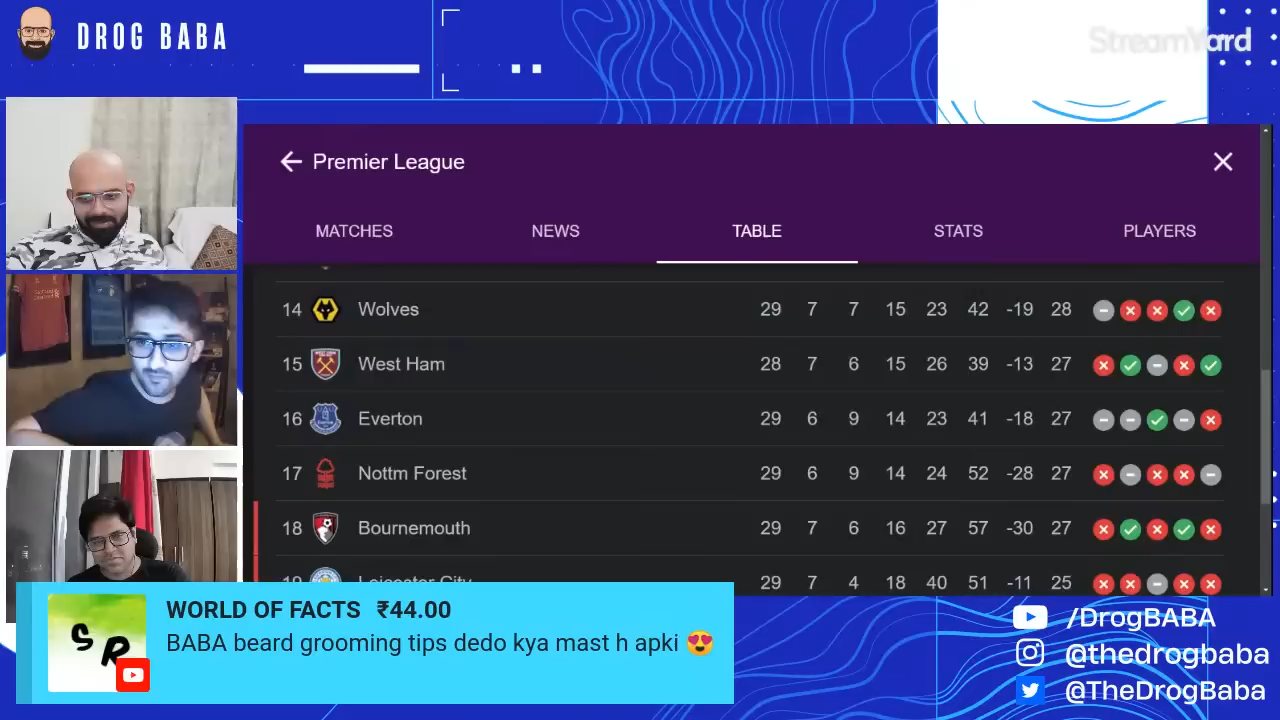 DROG BABA
StreamYard
Premier League
MATCHES NEWS TABLE STATS PLAYERS
14 Wolves 29 7 7 15 23 42 -19 28
15 West Ham 28 7 6 15 26 39 -13 27
16 Everton 29 6 9 14 23 41 -18 27
17 Nottm Forest 29 6 9 14 24 52 -28 27
18 Bournemouth 29 7 6 16 27 57 -30 27
19 Leicester City 29 7 4 18 40 51 -11 25
SR
WORLD OF FACTS ₹44.00
BABA beard grooming tips dedo kya mast h apki 😍
/DrogBABA
@thedrogbaba
@TheDrogBaba